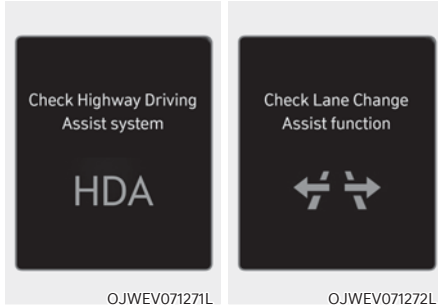 Check Highway Driving
Assist system
HDA
OJWEV071271L
Check Lane Change
Assist function
OJWEV071272L